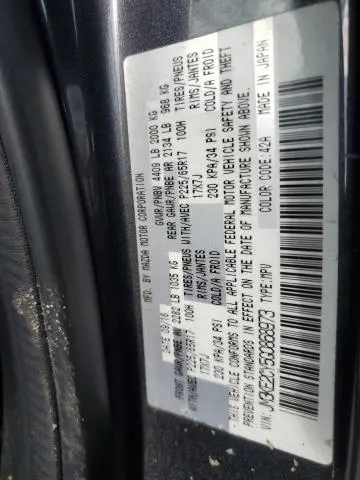 MFD. BY MAZDA MOTOR CORPORATION
DATE 09/16 GVWR/PNBV 4409 LB 2000 KG
FRONT GAWR/PNBE AV 2282 LB 1035 KG REAR GAWR/PNBE AR 2134 LB 968 KG
WITH/AVEC P225/65R17 100H TIRES/PNEUS WITH/AVEC P225/65R17 100H TIRES/PNEUS
17X7J RIMS/JANTES 17X7J RIMS/JANTES
230 KPA/34 PSI COLD/A FROID 230 KPA/34 PSI COLD/A FROID
THIS VEHICLE CONFORMS TO ALL APPLICABLE FEDERAL MOTOR VEHICLE SAFETY AND THEFT
STANDARDS IN EFFECT ON THE DATE OF MANUFACTURE SHOWN ABOVE.
VIN: TYPE:MPV COLOR CODE:42A MADE IN JAPAN